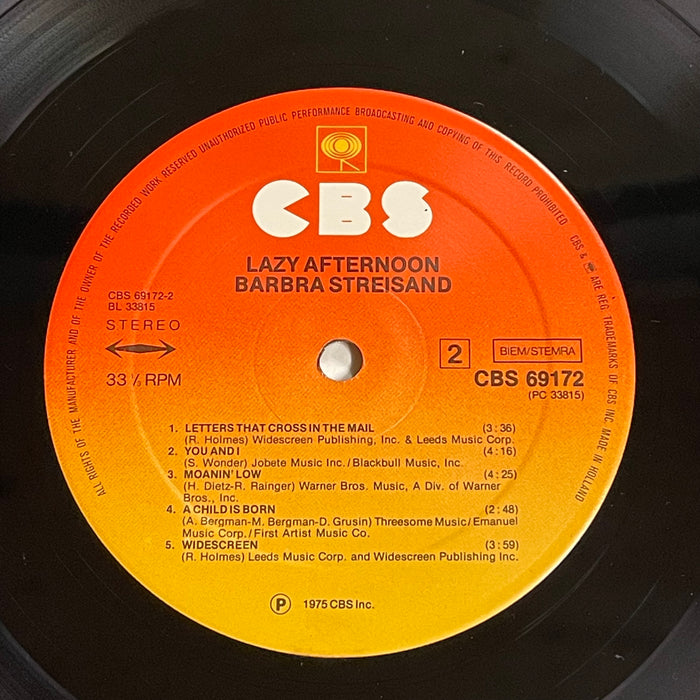 ALL RIGHTS OF THE MANUFACTURER AND OF THE OWNER OF THE RECORDED WORK RESERVED UNAUTHORIZED PUBLIC PERFORMANCE BROADCASTING AND COPYING OF THIS RECORD PROHIBITED
CBS & ARE REG. TRADEMARKS OF CBS INC. MADE IN HOLLAND
CBS
LAZY AFTERNOON
BARBRA STREISAND
CBS 69172-2
BL 33815
STEREO
33 ⅓ RPM
2
BIEM/STEMRA
CBS 69172
(PC 33815)
1. LETTERS THAT CROSS IN THE MAIL (3:36)
(R. Holmes) Widescreen Publishing, Inc. & Leeds Music Corp.
2. YOU AND I (4:16)
(S. Wonder) Jobete Music Inc./Blackbull Music, Inc.
3. MOANIN' LOW (4:25)
(H. Dietz-R. Rainger) Warner Bros. Music, A Div. of Warner
Bros., Inc.
4. A CHILD IS BORN (2:48)
(A. Bergman-M. Bergman-D. Grusin) Threesome Music/Emanuel
Music Corp./First Artist Music Co.
5. WIDESCREEN (3:59)
(R. Holmes) Leeds Music Corp. and Widescreen Publishing Inc.
Ⓟ 1975 CBS Inc.